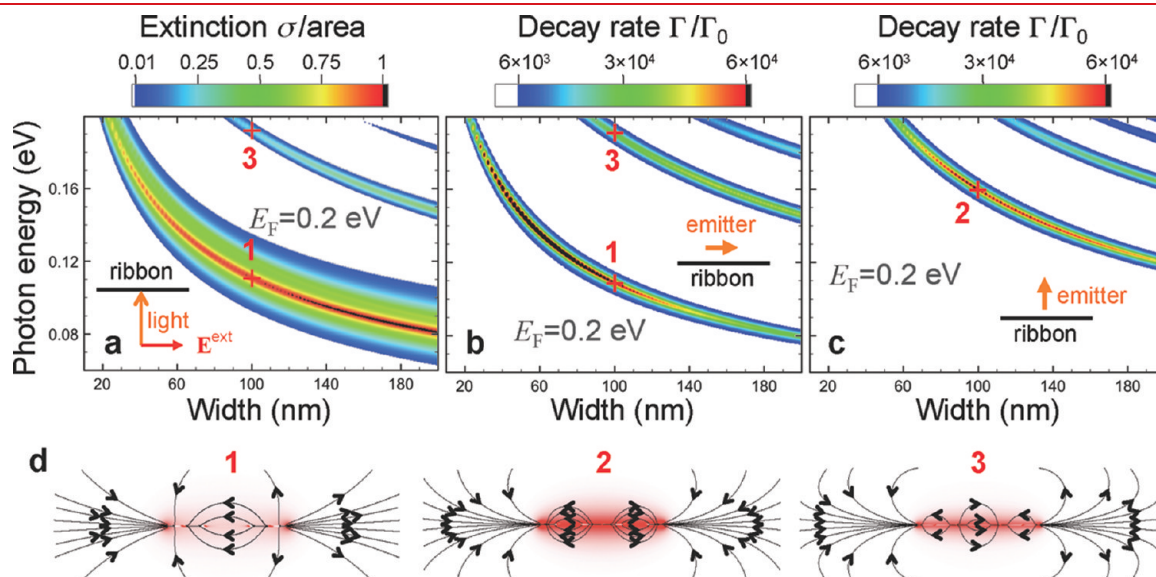 Extinction σ/area
0.01 0.25 0.5 0.75 1
Decay rate Γ/Γ₀
6×10³ 3×10⁴ 6×10⁴
Decay rate Γ/Γ₀
6×10³ 3×10⁴ 6×10⁴
Photon energy (eV)
0.16
0.12
0.08
3
E_F=0.2 eV
1
ribbon
light
a
E^ext
20 60 100 140 180
Width (nm)
3
emitter
1
ribbon
b
E_F=0.2 eV
20 60 100 140 180
Width (nm)
2
E_F=0.2 eV
emitter
ribbon
c
20 60 100 140 180
Width (nm)
d
1
2
3